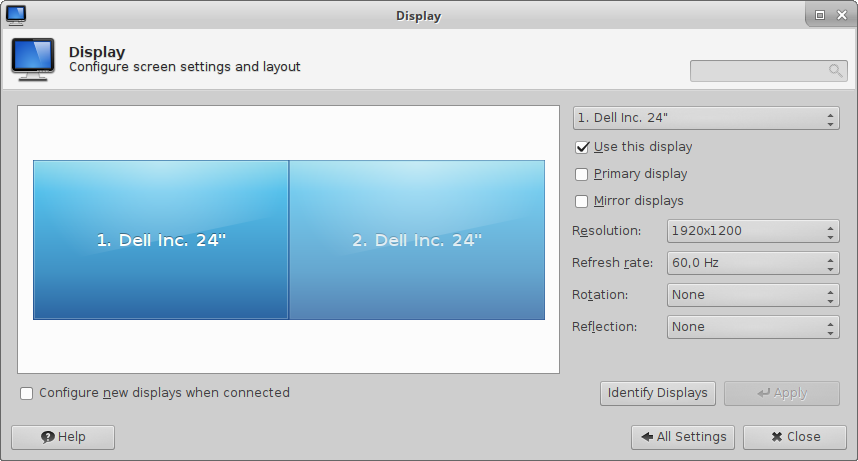 Display
Display
Configure screen settings and layout
1. Dell Inc. 24"
2. Dell Inc. 24"
1. Dell Inc. 24"
Use this display
Primary display
Mirror displays
Resolution: 1920x1200
Refresh rate: 60,0 Hz
Rotation: None
Reflection: None
Configure new displays when connected
Identify Displays
Apply
Help
All Settings
Close